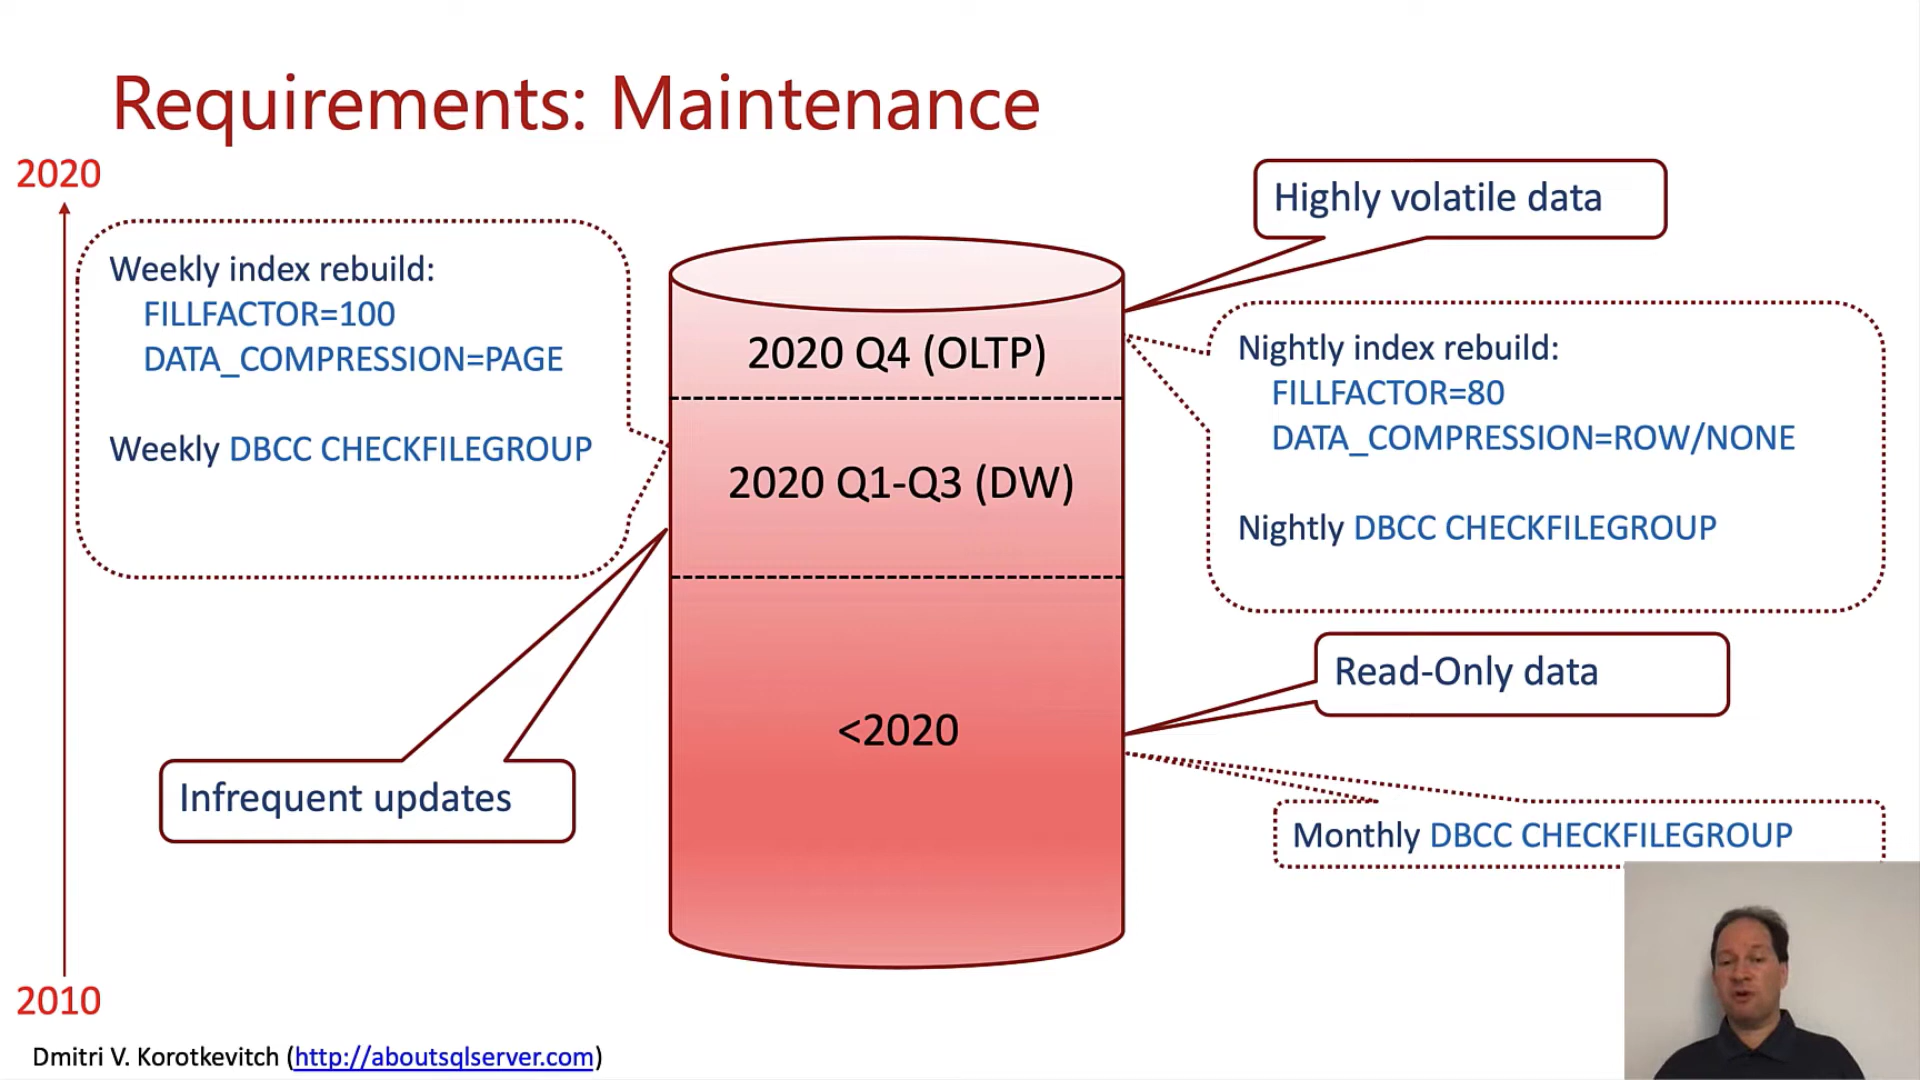 Requirements: Maintenance
2020
Highly volatile data
Weekly index rebuild:
FILLFACTOR=100
DATA_COMPRESSION=PAGE
Weekly DBCC CHECKFILEGROUP
2020 Q4 (OLTP)
2020 Q1-Q3 (DW)
<2020
Nightly index rebuild:
FILLFACTOR=80
DATA_COMPRESSION=ROW/NONE
Nightly DBCC CHECKFILEGROUP
Read-Only data
Infrequent updates
Monthly DBCC CHECKFILEGROUP
2010
Dmitri V. Korotkevitch (http://aboutsqlserver.com)